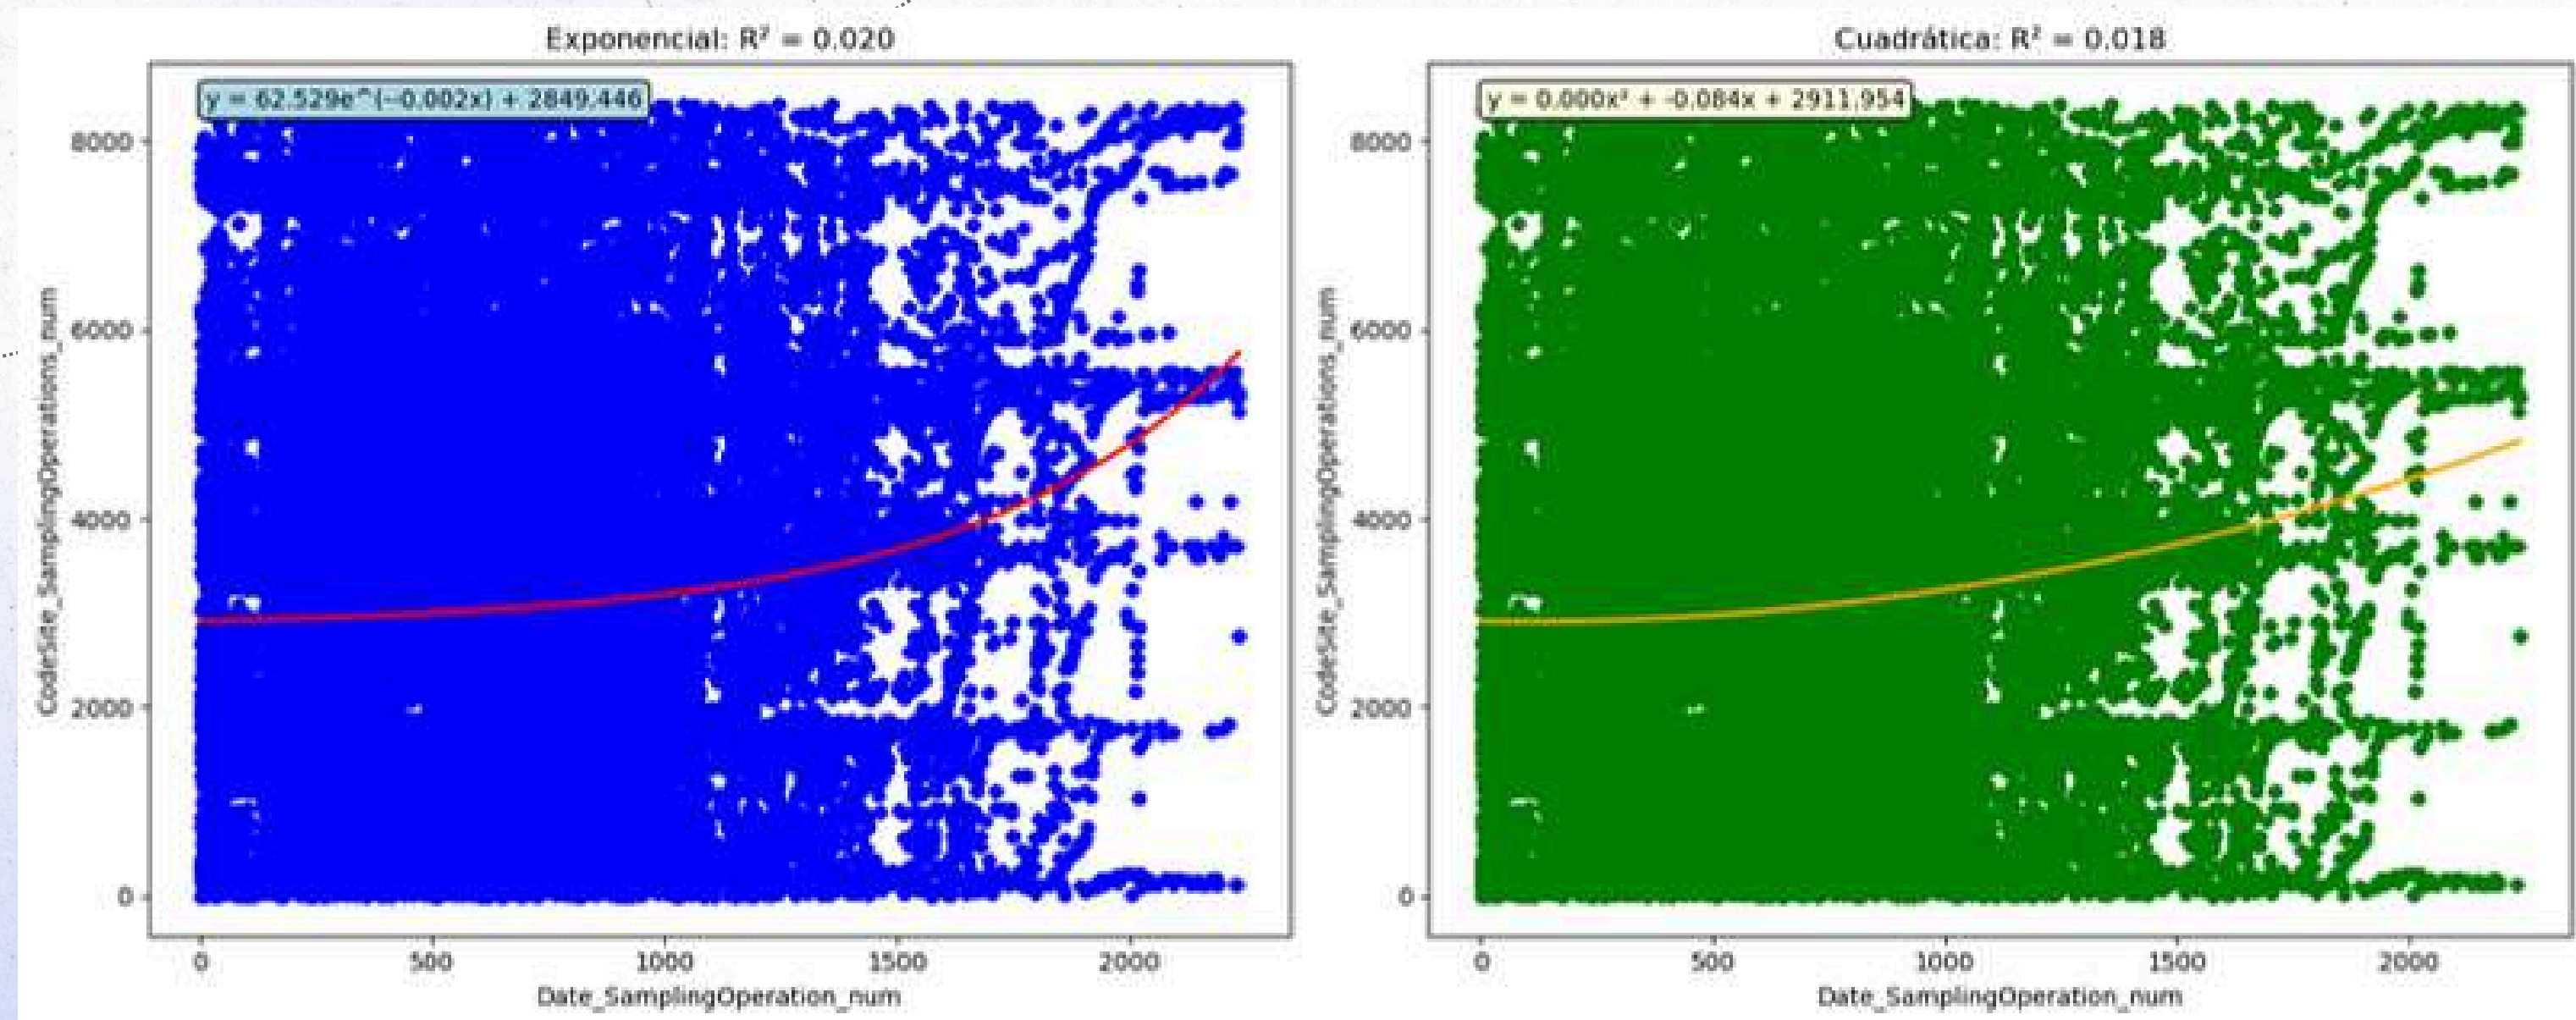 Exponencial: R² = 0.020
y = 62.529e^(--0.002x) + 2849.446
CodeSite_SamplingOperations_num
8000
6000
4000
2000
0
0 500 1000 1500 2000
Date_SamplingOperation_num
Cuadrática: R² = 0.018
y = 0.000x² + -0.084x + 2911.954
CodeSite_SamplingOperations_num
8000
6000
4000
2000
0
0 500 1000 1500 2000
Date_SamplingOperation_num